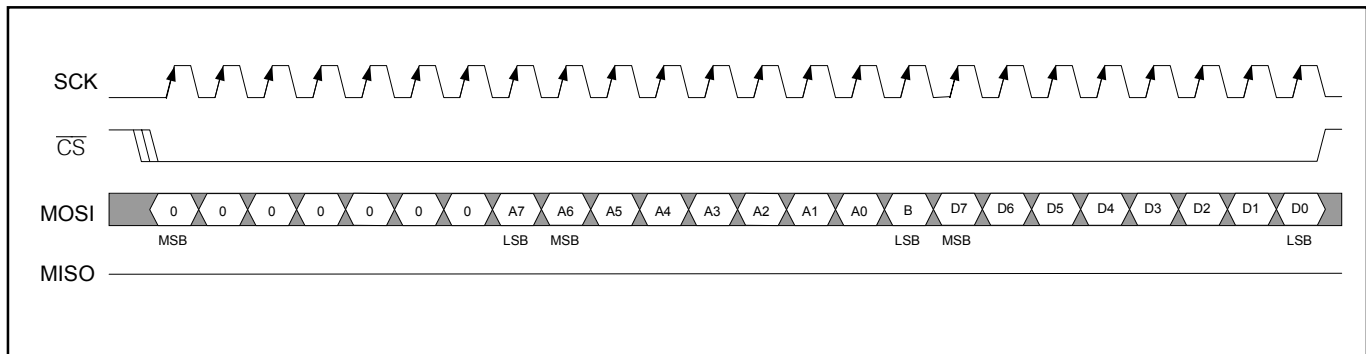 SCK
CS
MOSI 0 0 0 0 0 0 0 A7 A6 A5 A4 A3 A2 A1 A0 B D7 D6 D5 D4 D3 D2 D1 D0
MSB LSB MSB LSB MSB LSB
MISO